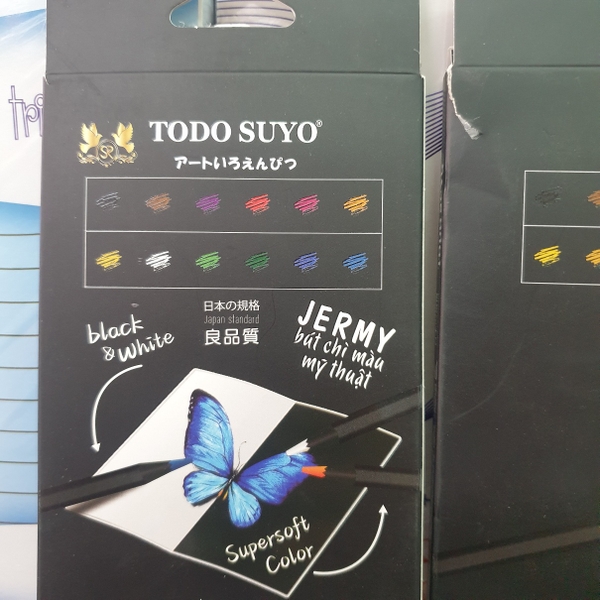 TODO SUYO®
SR
アートいろえんぴつ
日本の規格
Japan standard
良品質
black
& White
JERMY
bút chì màu
mỹ thuật
Supersoft
Color